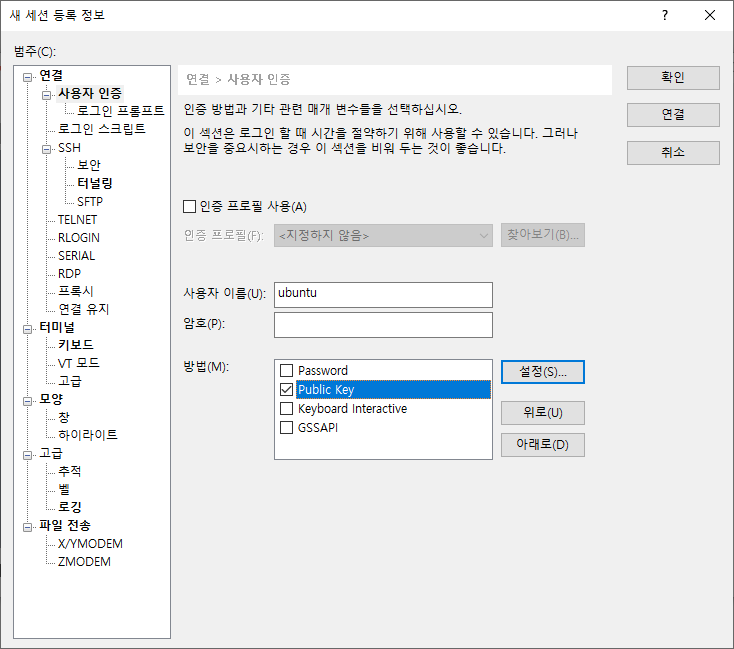 새 세션 등록 정보
?
범주(C):
연결
사용자 인증
로그인 프롬프트
로그인 스크립트
SSH
보안
터널링
SFTP
TELNET
RLOGIN
SERIAL
RDP
프록시
연결 유지
터미널
키보드
VT 모드
고급
모양
창
하이라이트
고급
추적
벨
로깅
파일 전송
X/YMODEM
ZMODEM
연결 > 사용자 인증
인증 방법과 기타 관련 매개 변수들을 선택하십시오.
이 섹션은 로그인 할 때 시간을 절약하기 위해 사용할 수 있습니다. 그러나
보안을 중요시하는 경우 이 섹션을 비워 두는 것이 좋습니다.
인증 프로필 사용(A)
인증 프로필(F): <지정하지 않음> 찾아보기(B)...
사용자 이름(U): ubuntu
암호(P):
방법(M):
Password
Public Key
Keyboard Interactive
GSSAPI
설정(S)...
위로(U)
아래로(D)
확인
연결
취소